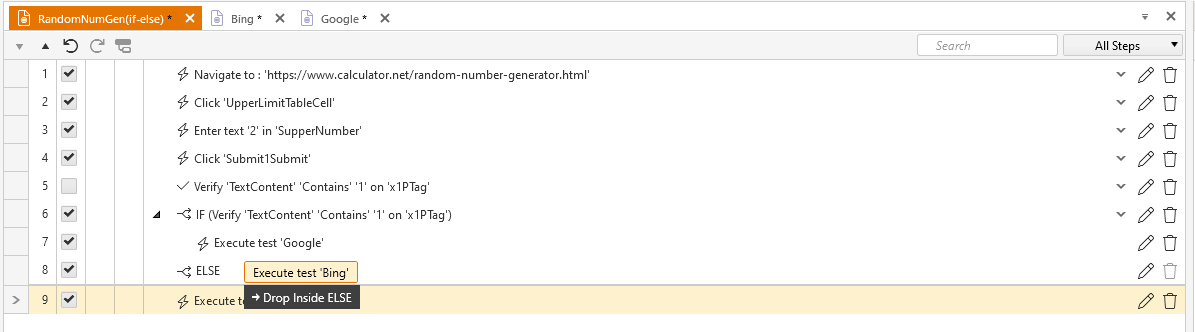 RandomNumGen(if-else) *
Bing *
Google *
Search
All Steps
1 Navigate to : 'https://www.calculator.net/random-number-generator.html'
2 Click 'UpperLimitTableCell'
3 Enter text '2' in 'SupperNumber'
4 Click 'Submit1Submit'
5 Verify 'TextContent' 'Contains' '1' on 'x1PTag'
6 IF (Verify 'TextContent' 'Contains' '1' on 'x1PTag')
7 Execute test 'Google'
8 ELSE
Execute test 'Bing'
9 Execute
Drop Inside ELSE